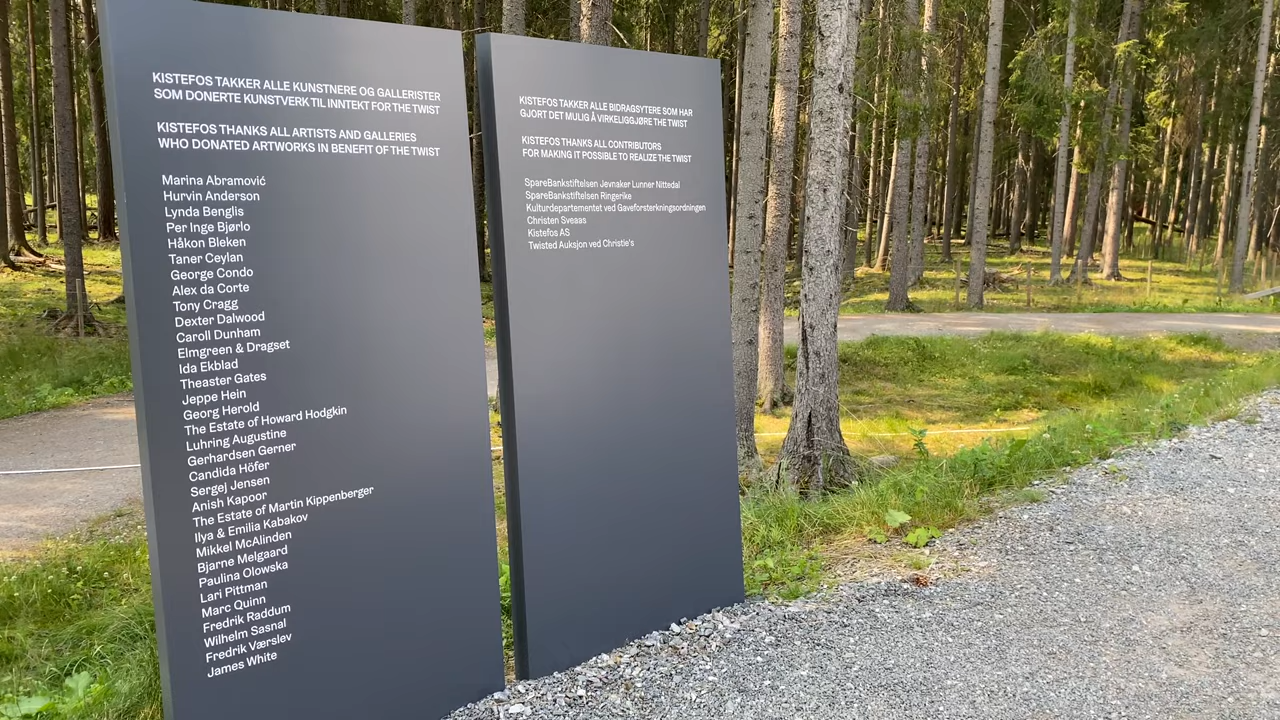 KISTEFOS TAKKER ALLE KUNSTNERE OG GALLERISTER
SOM DONERTE KUNSTVERK TIL INNTEKT FOR THE TWIST
KISTEFOS THANKS ALL ARTISTS AND GALLERIES
WHO DONATED ARTWORKS IN BENEFIT OF THE TWIST
Marina Abramović
Hurvin Anderson
Lynda Benglis
Per Inge Bjørlo
Håkon Bleken
Taner Ceylan
George Condo
Alex da Corte
Tony Cragg
Dexter Dalwood
Caroll Dunham
Elmgreen & Dragset
Ida Ekblad
Theaster Gates
Jeppe Hein
Georg Herold
The Estate of Howard Hodgkin
Luhring Augustine
Gerhardsen Gerner
Candida Höfer
Sergej Jensen
Anish Kapoor
The Estate of Martin Kippenberger
Ilya & Emilia Kabakov
Mikkel McAlinden
Bjarne Melgaard
Paulina Olowska
Lari Pittman
Marc Quinn
Fredrik Raddum
Wilhelm Sasnal
Fredrik Værslev
James White
KISTEFOS TAKKER ALLE BIDRAGSYTERE SOM HAR
GJORT DET MULIG Å VIRKELIGGJØRE THE TWIST
KISTEFOS THANKS ALL CONTRIBUTORS
FOR MAKING IT POSSIBLE TO REALIZE THE TWIST
SpareBankstiftelsen Jevnaker Lunner Nittedal
SpareBankstiftelsen Ringerike
Kulturdepartementet ved Gaveforsterkningsordningen
Christen Sveaas
Kistefos AS
Twisted Auksjon ved Christie's